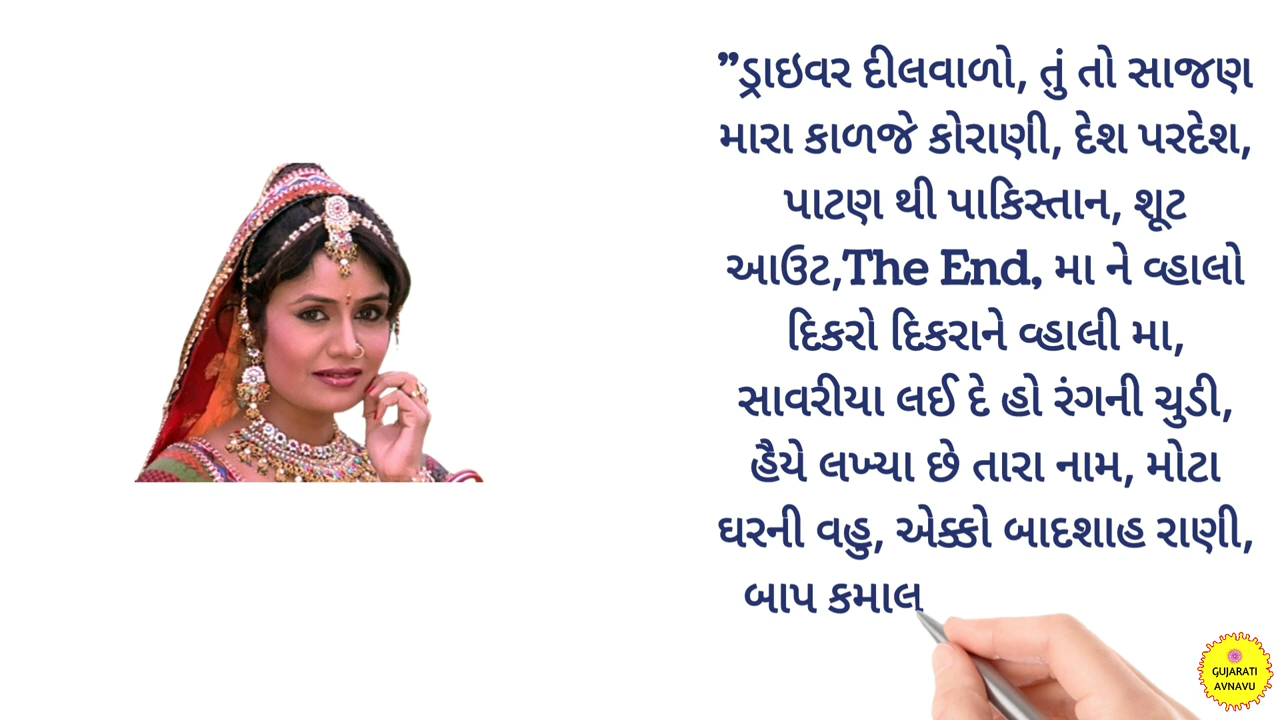 ”ડ્રાઇવર દીલવાળો, તું તો સાજણ
મારા કાળજે કોરાણી, દેશ પરદેશ,
પાટણ થી પાકિસ્તાન, શૂટ
આઉટ,The End, મા ને વ્હાલો
દિકરો દિકરાને વ્હાલી મા,
સાવરીયા લઈ દે હો રંગની ચુડી,
હૈયે લખ્યા છે તારા નામ, મોટા
ઘરની વહુ, એક્કો બાદશાહ રાણી,
બાપ કમાલ
GUJARATI
AVNAVU